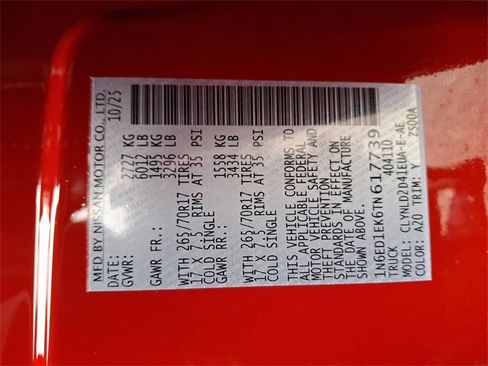 MFD BY NISSAN MOTOR CO., LTD.
DATE: 10/25
GVWR: 2727 KG
6012 LB
GAWR FR.: 1495 KG
3296 LB
WITH 265/70R17 TIRES
17 X 7.5 RIMS AT 35 PSI
COLD SINGLE
GAWR RR.: 1558 KG
3434 LB
WITH 265/70R17 TIRES
17 X 7.5 RIMS AT 35 PSI
COLD SINGLE
THIS VEHICLE CONFORMS TO
ALL APPLICABLE FEDERAL
MOTOR VEHICLE SAFETY AND
THEFT PREVENTION
STANDARDS IN EFFECT ON
THE DATE OF MANUFACTURE
SHOWN ABOVE.
1N6ED1EK6TN617739
TRUCK 404110
MODEL: CLYNLD2D41EUA-E-AE
COLOR: A20 TRIM: Y ZS00A